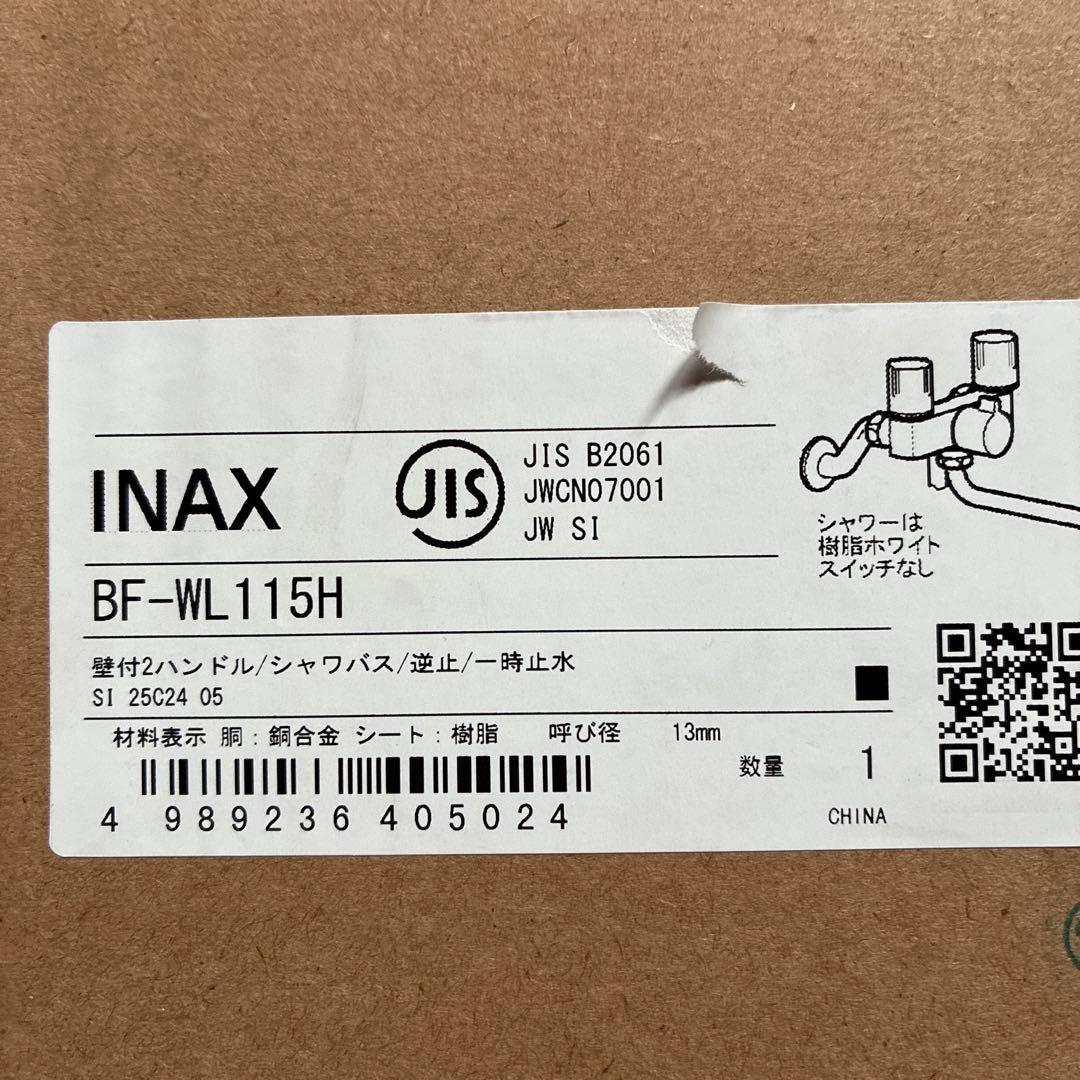 INAX
JIS
JIS B2061
JWCN07001
JW SI
シャワーは
樹脂ホワイト
スイッチなし
BF-WL115H
壁付2ハンドル/シャワバス/逆止/一時止水
SI 25C24 05
材料表示 胴:銅合金 シート:樹脂 呼び径 13mm
数量 1
4 989236 405024
CHINA